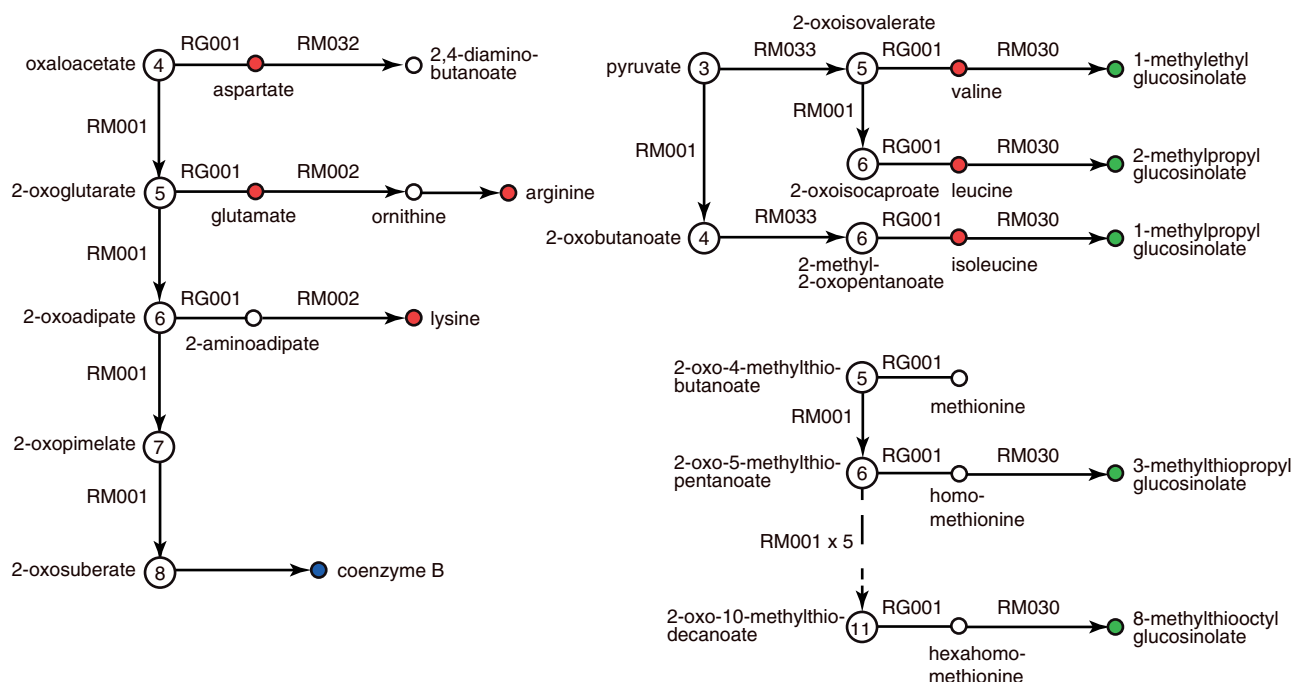 oxaloacetate
4
RG001
RM032
aspartate
2,4-diamino-
butanoate
RM001
2-oxoglutarate
5
RG001
RM002
glutamate
ornithine
arginine
RM001
2-oxoadipate
6
RG001
RM002
2-aminoadipate
lysine
RM001
2-oxopimelate
7
RM001
2-oxosuberate
8
coenzyme B
2-oxoisovalerate
pyruvate
3
RM033
5
RG001
RM030
valine
1-methylethyl
glucosinolate
RM001
RM001
6
RG001
RM030
2-oxoisocaproate
leucine
2-methylpropyl
glucosinolate
2-oxobutanoate
4
RM033
6
RG001
RM030
2-methyl-
2-oxopentanoate
isoleucine
1-methylpropyl
glucosinolate
2-oxo-4-methylthio-
butanoate
5
RG001
methionine
RM001
2-oxo-5-methylthio-
pentanoate
6
RG001
RM030
homo-
methionine
3-methylthiopropyl
glucosinolate
RM001 x 5
2-oxo-10-methylthio-
decanoate
11
RG001
RM030
hexahomo-
methionine
8-methylthiooctyl
glucosinolate